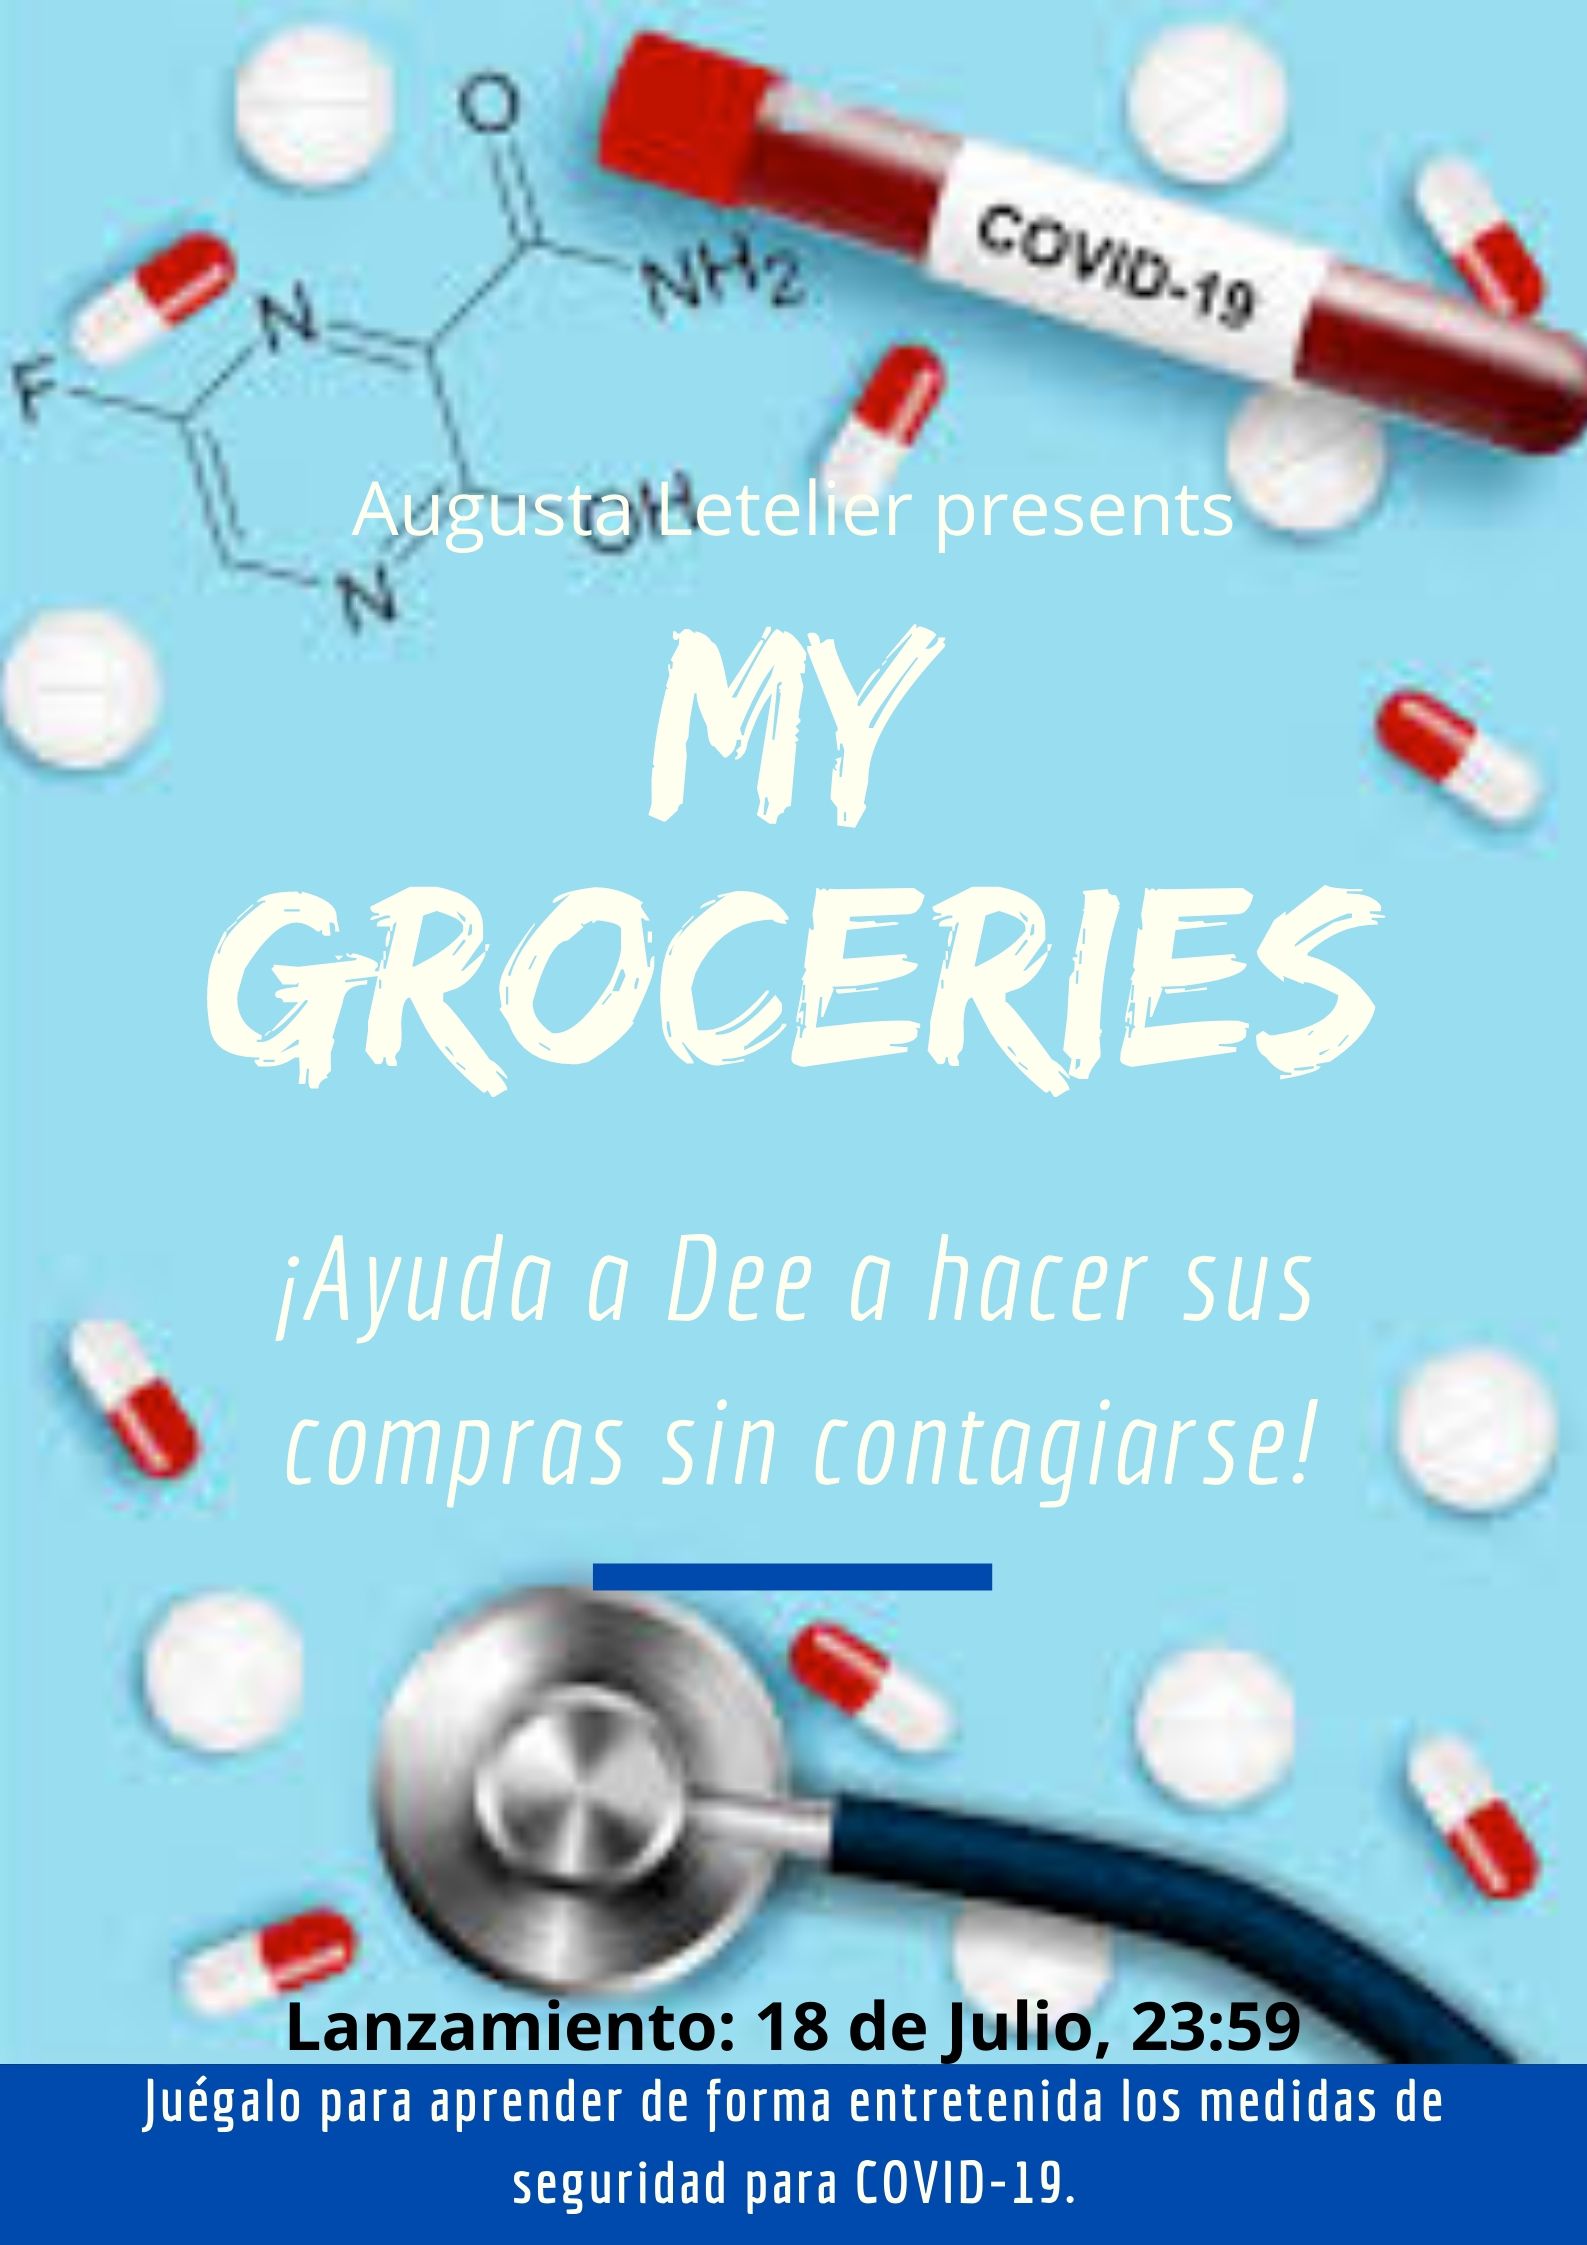 O
COVID-19
NH2
N
F
Augusta Letelier presents
OH
N
MY
GROCERIES
¡Ayuda a Dee a hacer sus
compras sin contagiarse!
Lanzamiento: 18 de Julio, 23:59
Juégalo para aprender de forma entretenida los medidas de
seguridad para COVID-19.